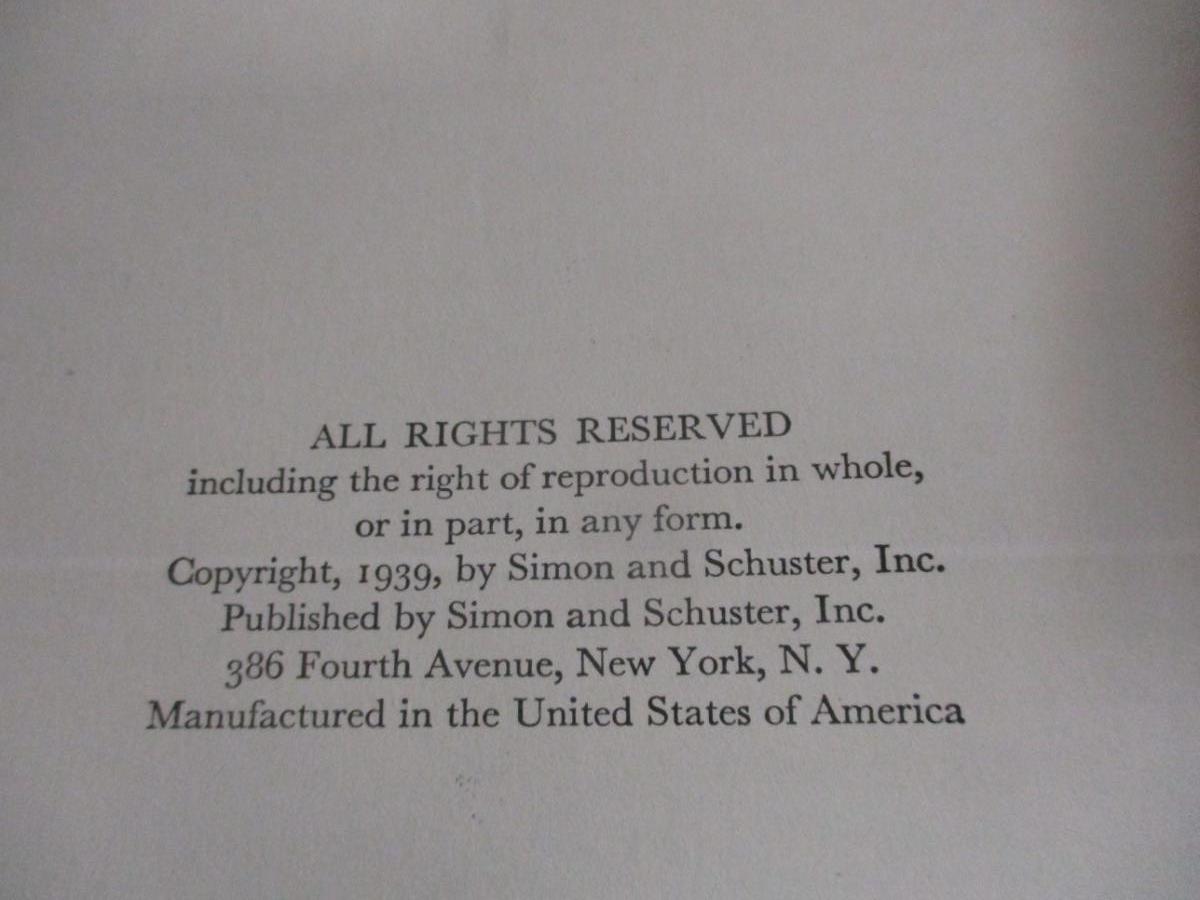 ALL RIGHTS RESERVED
including the right of reproduction in whole,
or in part, in any form.
Copyright, 1939, by Simon and Schuster, Inc.
Published by Simon and Schuster, Inc.
386 Fourth Avenue, New York, N. Y.
Manufactured in the United States of America